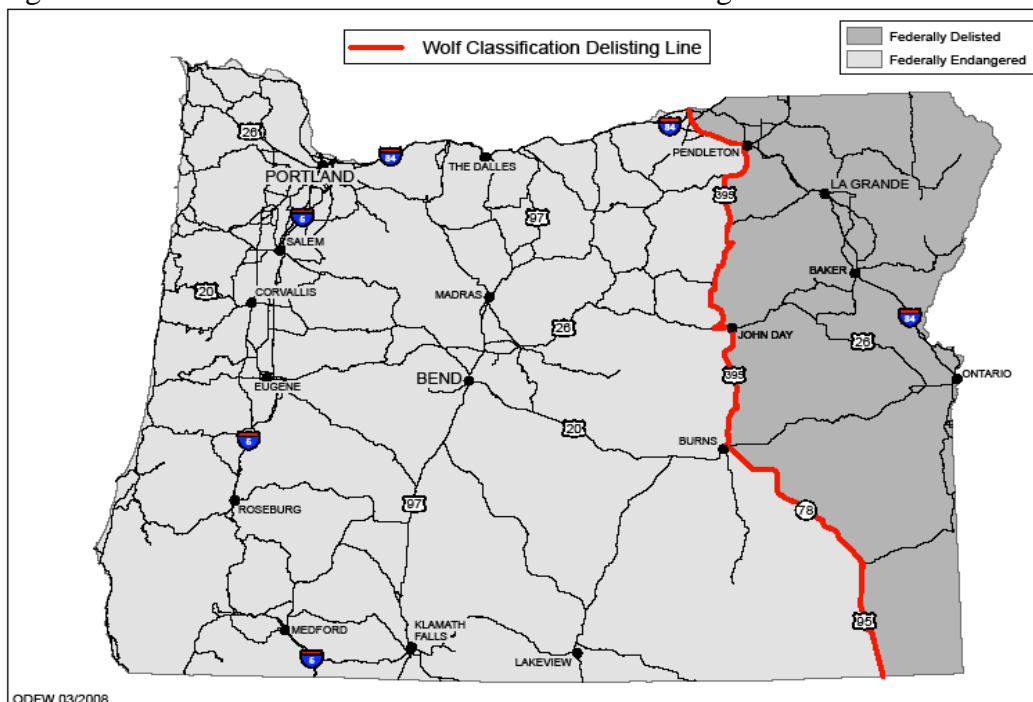 Wolf Classification Delisting Line
Federally Delisted
Federally Endangered
26
84
84
PORTLAND
THE DALLES
PENDLETON
LA GRANDE
5
97
395
SALEM
BAKER
20
CORVALLIS
MADRAS
26
84
JOHN DAY
26
EUGENE
BEND
395
ONTARIO
5
20
BURNS
97
ROSEBURG
78
MEDFORD
KLAMATH
FALLS
95
5
LAKEVIEW
ODFW 03/2008